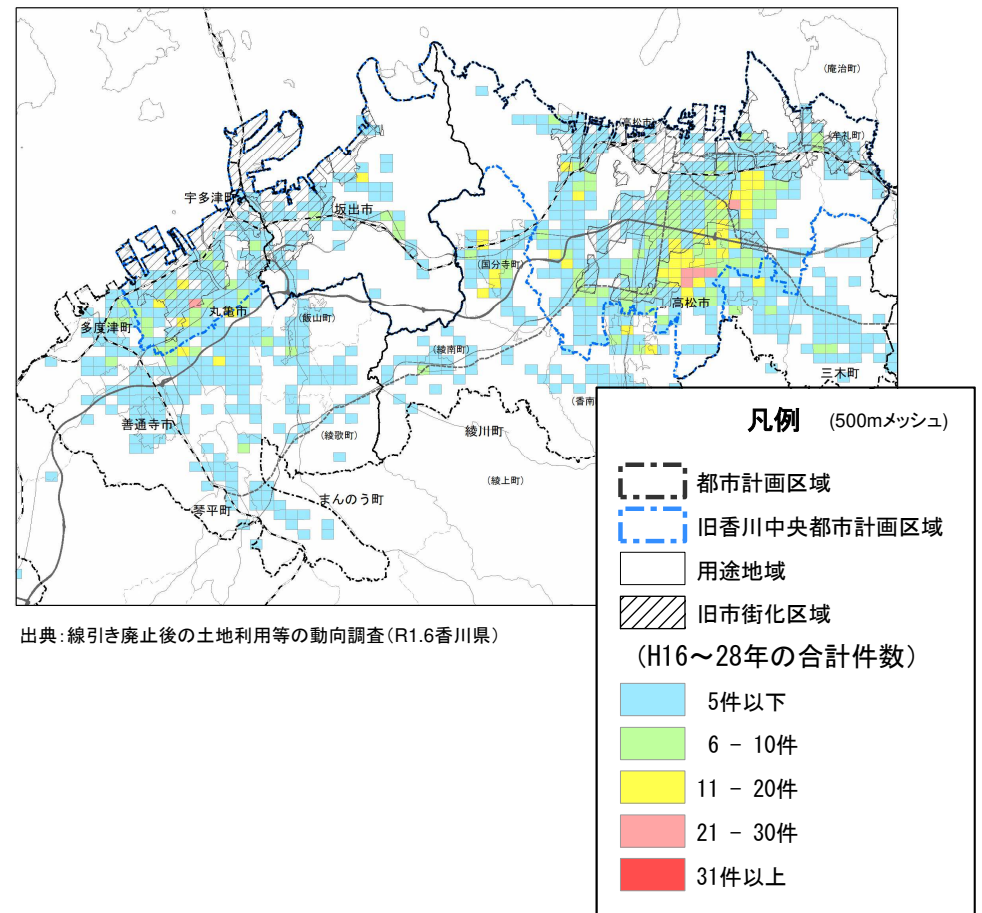 (庵治町)
(高松市)
(牟礼町)
宇多津町
坂出市
(国分寺町)
高松市
丸亀市
(飯山町)
多度津町
(綾南町)
三木町
(香南
善通寺市
(綾歌町)
綾川町
(綾上町)
まんのう町
琴平町
凡例 (500mメッシュ)
都市計画区域
旧香川中央都市計画区域
用途地域
旧市街化区域
(H16~28年の合計件数)
5件以下
6 - 10件
11 - 20件
21 - 30件
31件以上
出典:線引き廃止後の土地利用等の動向調査(R1.6香川県)